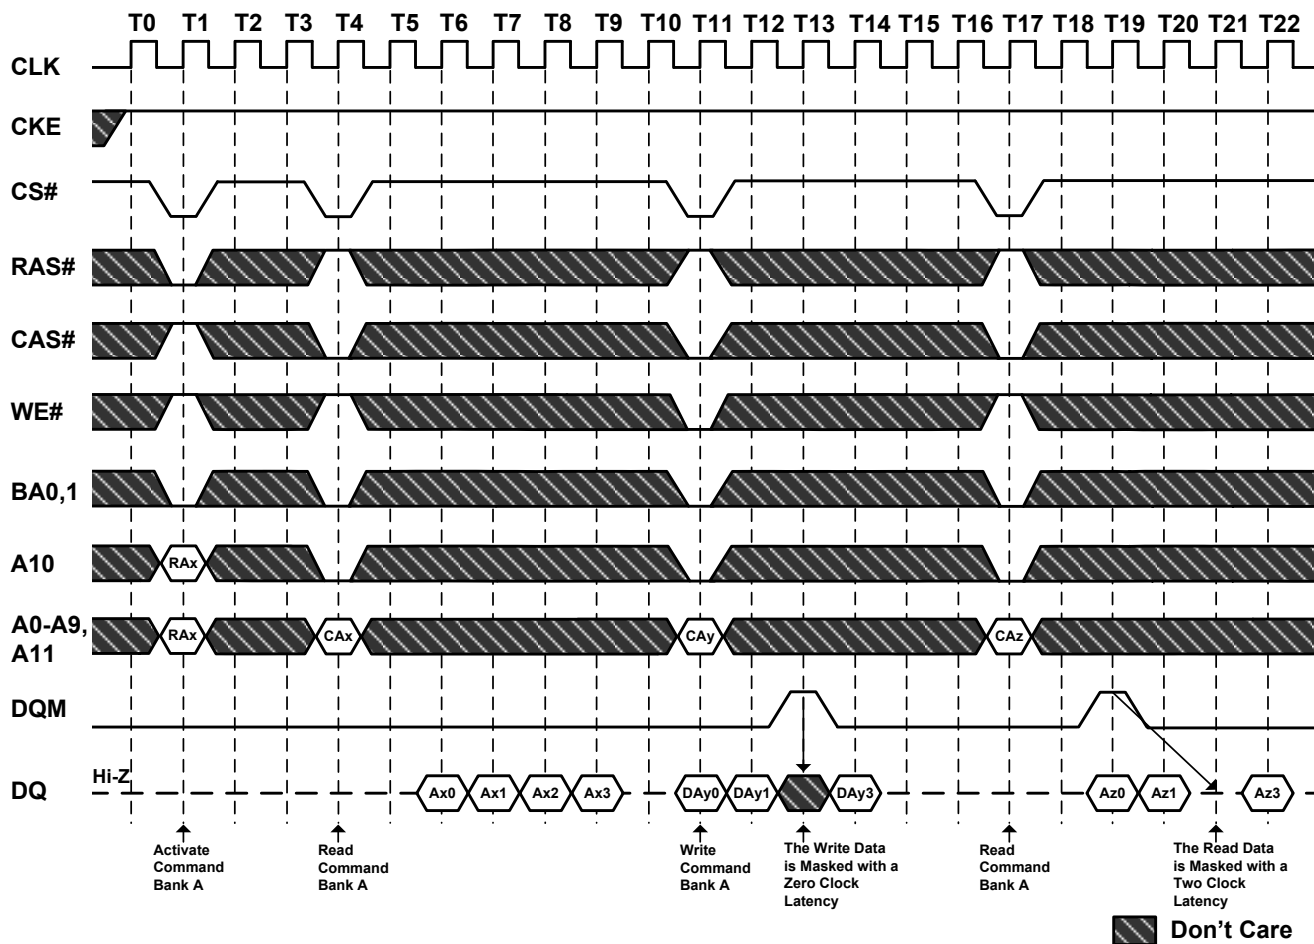 T0 T1 T2 T3 T4 T5 T6 T7 T8 T9 T10 T11 T12 T13 T14 T15 T16 T17 T18 T19 T20 T21 T22
CLK
CKE
CS#
RAS#
CAS#
WE#
BA0,1
A10 RAx
A0-A9,
A11
RAx CAx CAy CAz
DQM
Hi-Z
DQ Ax0 Ax1 Ax2 Ax3 DAy0 DAy1 DAy3 Az0 Az1 Az3
Activate
Command
Bank A
Read
Command
Bank A
Write
Command
Bank A
The Write Data
is Masked with a
Zero Clock
Latency
Read
Command
Bank A
The Read Data
is Masked with a
Two Clock
Latency
Don't Care